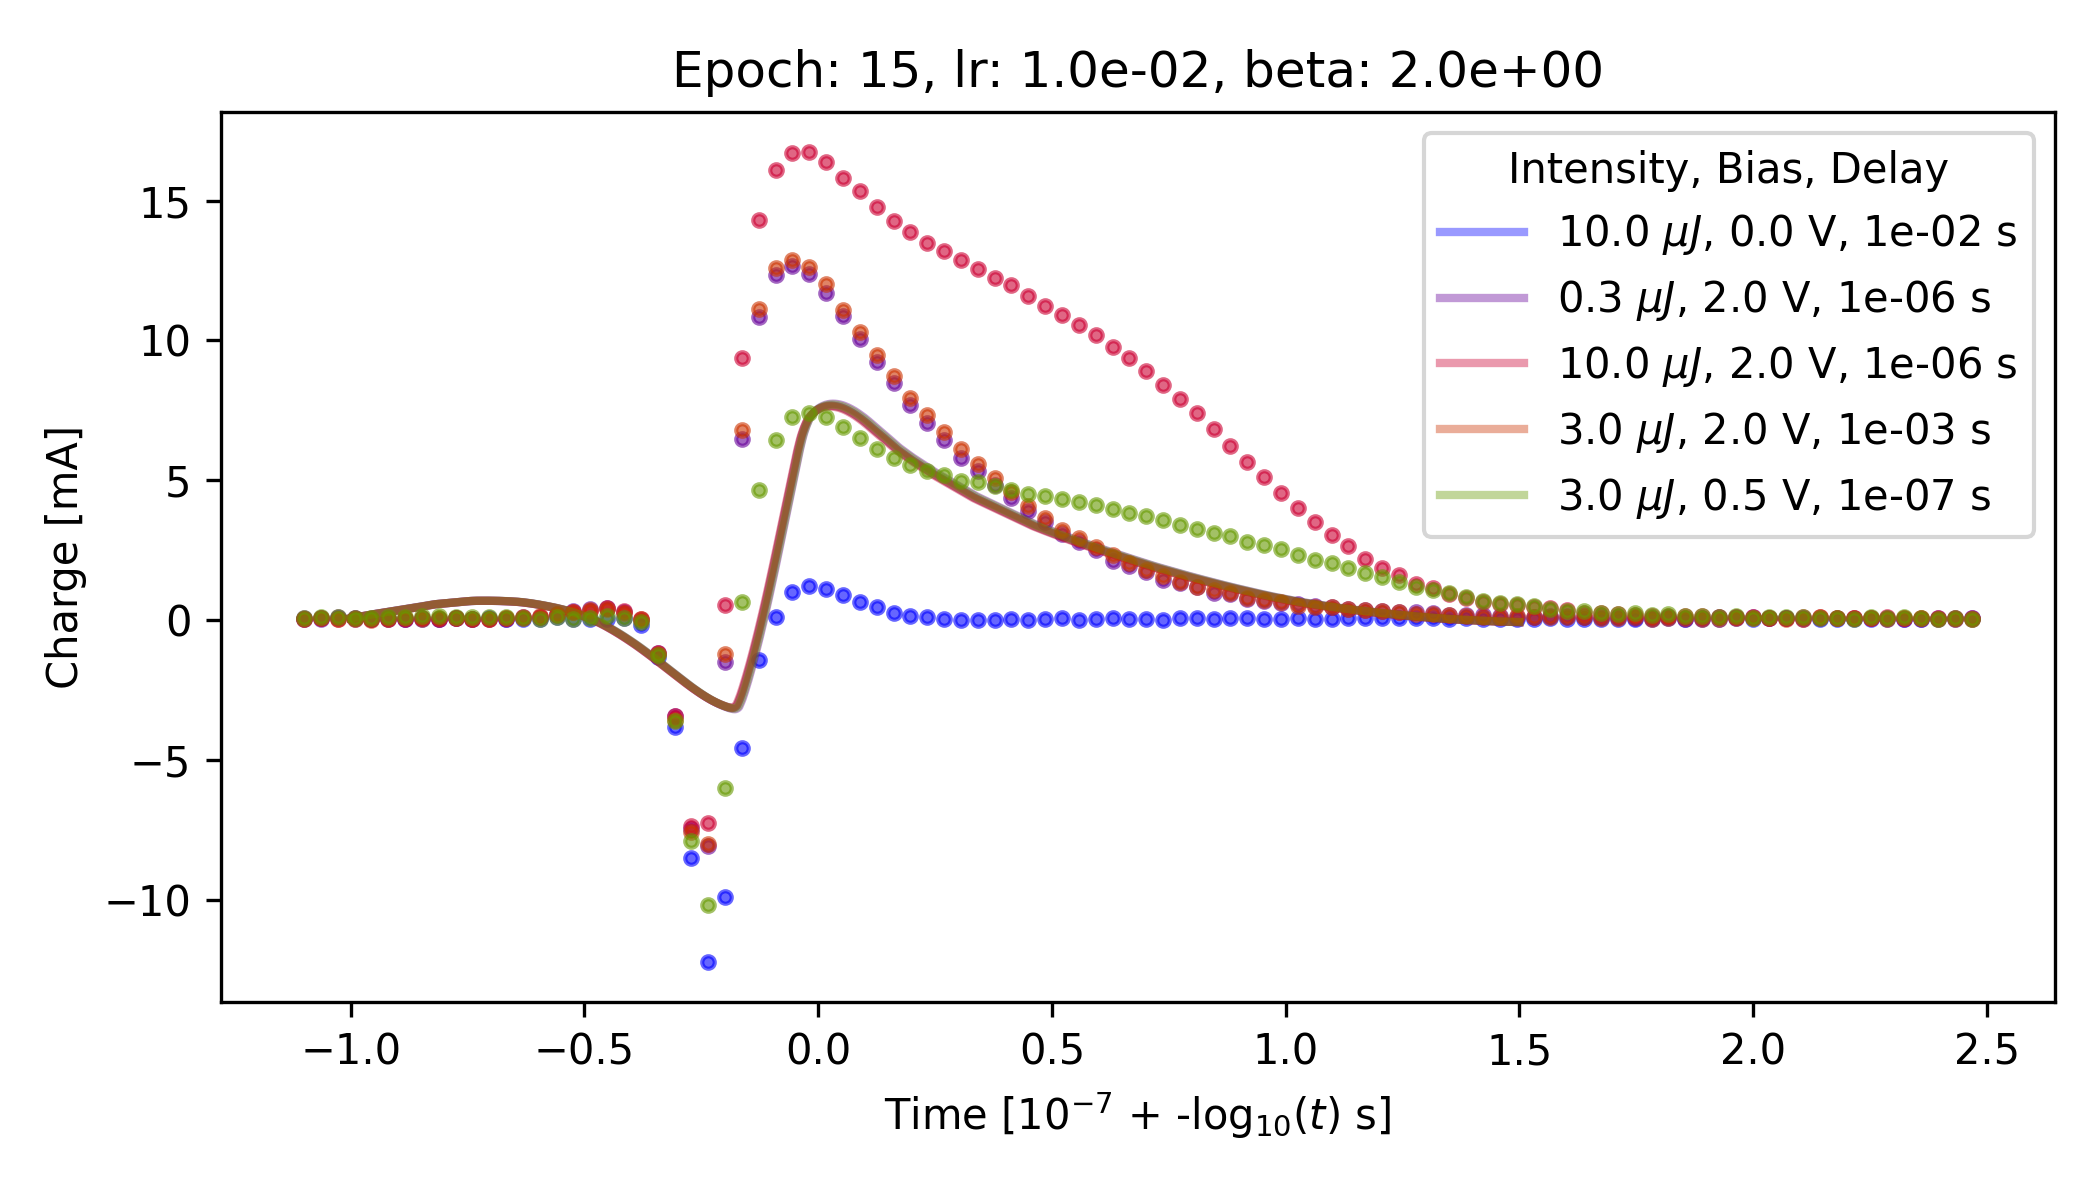 Epoch: 15, lr: 1.0e-02, beta: 2.0e+00
Charge [mA]
15
10
5
0
−5
−10
Intensity, Bias, Delay
10.0 μJ, 0.0 V, 1e-02 s
0.3 μJ, 2.0 V, 1e-06 s
10.0 μJ, 2.0 V, 1e-06 s
3.0 μJ, 2.0 V, 1e-03 s
3.0 μJ, 0.5 V, 1e-07 s
−1.0 −0.5 0.0 0.5 1.0 1.5 2.0 2.5
Time [10⁻⁷ + -log₁₀(t) s]